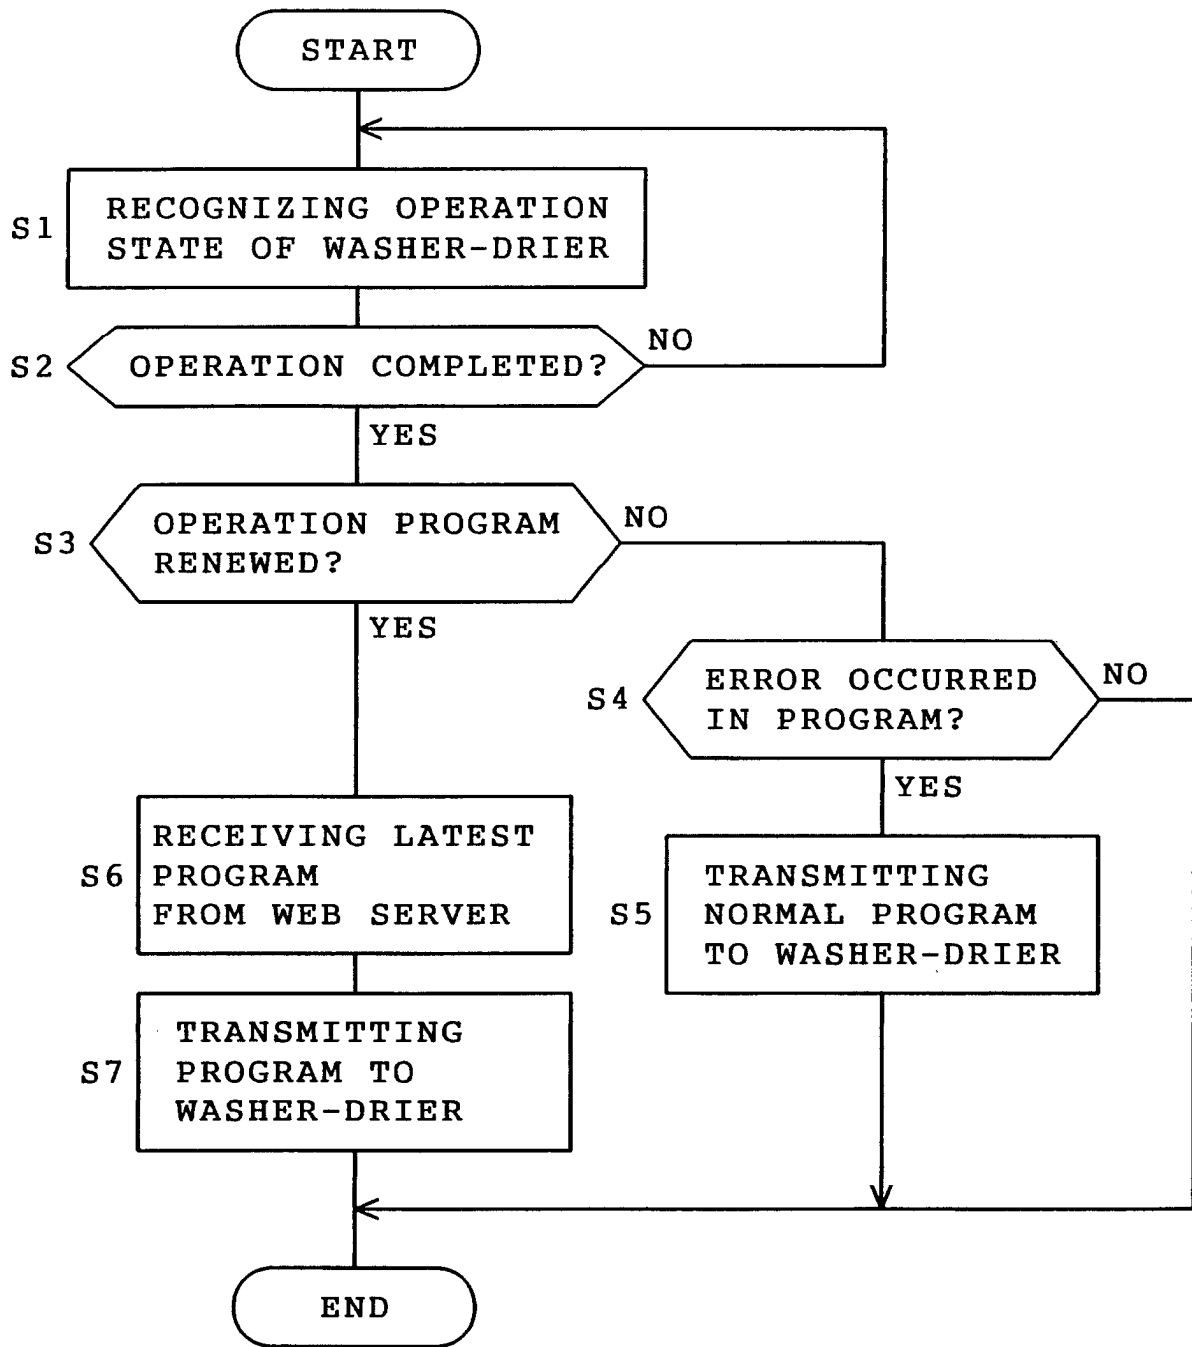 START
S1
RECOGNIZING OPERATION
STATE OF WASHER-DRIER
S2
OPERATION COMPLETED?
NO
YES
S3
OPERATION PROGRAM
RENEWED?
NO
YES
S4
ERROR OCCURRED
IN PROGRAM?
NO
YES
S6
RECEIVING LATEST
PROGRAM
FROM WEB SERVER
S5
TRANSMITTING
NORMAL PROGRAM
TO WASHER-DRIER
S7
TRANSMITTING
PROGRAM TO
WASHER-DRIER
END